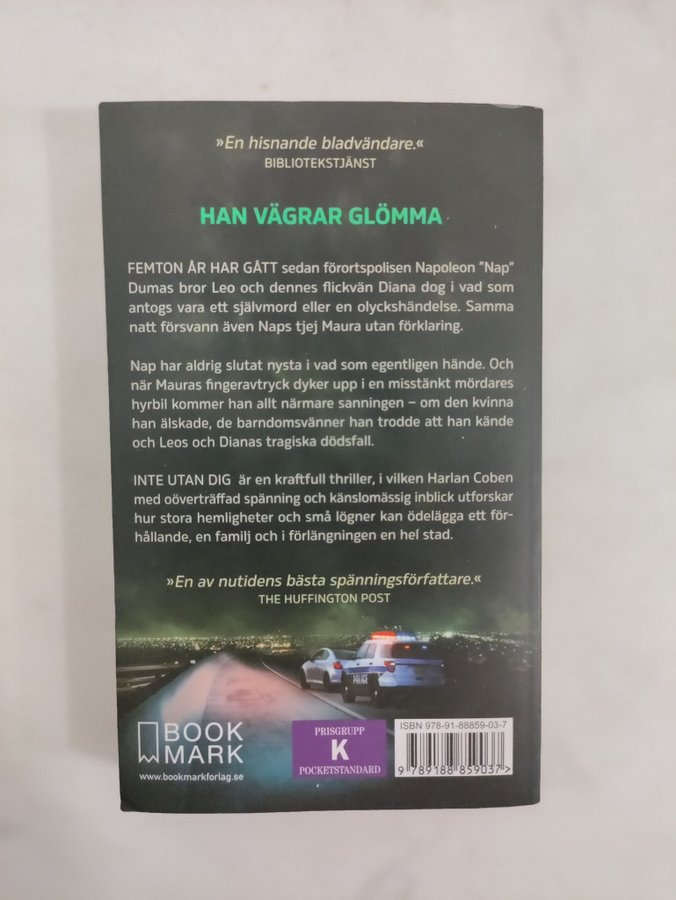 »En hisnande bladvändare.«
BIBLIOTEKSTJÄNST
HAN VÄGRAR GLÖMMA
FEMTON ÅR HAR GÅTT sedan förortspolisen Napoleon "Nap"
Dumas bror Leo och dennes flickvän Diana dog i vad som
antogs vara ett självmord eller en olyckshändelse. Samma
natt försvann även Naps tjej Maura utan förklaring.
Nap har aldrig slutat nysta i vad som egentligen hände. Och
när Mauras fingeravtryck dyker upp i en misstänkt mördares
hyrbil kommer han allt närmare sanningen – om den kvinna
han älskade, de barndomsvänner han trodde att han kände
och Leos och Dianas tragiska dödsfall.
INTE UTAN DIG är en kraftfull thriller, i vilken Harlan Coben
med oöverträffad spänning och känslomässig inblick utforskar
hur stora hemligheter och små lögner kan ödelägga ett för-
hållande, en familj och i förlängningen en hel stad.
»En av nutidens bästa spänningsförfattare.«
THE HUFFINGTON POST
POLICE
BOOK
MARK
www.bookmarkforlag.se
PRISGRUPP
K
POCKETSTANDARD
ISBN 978-91-88859-03-7
9 789188 859037 >